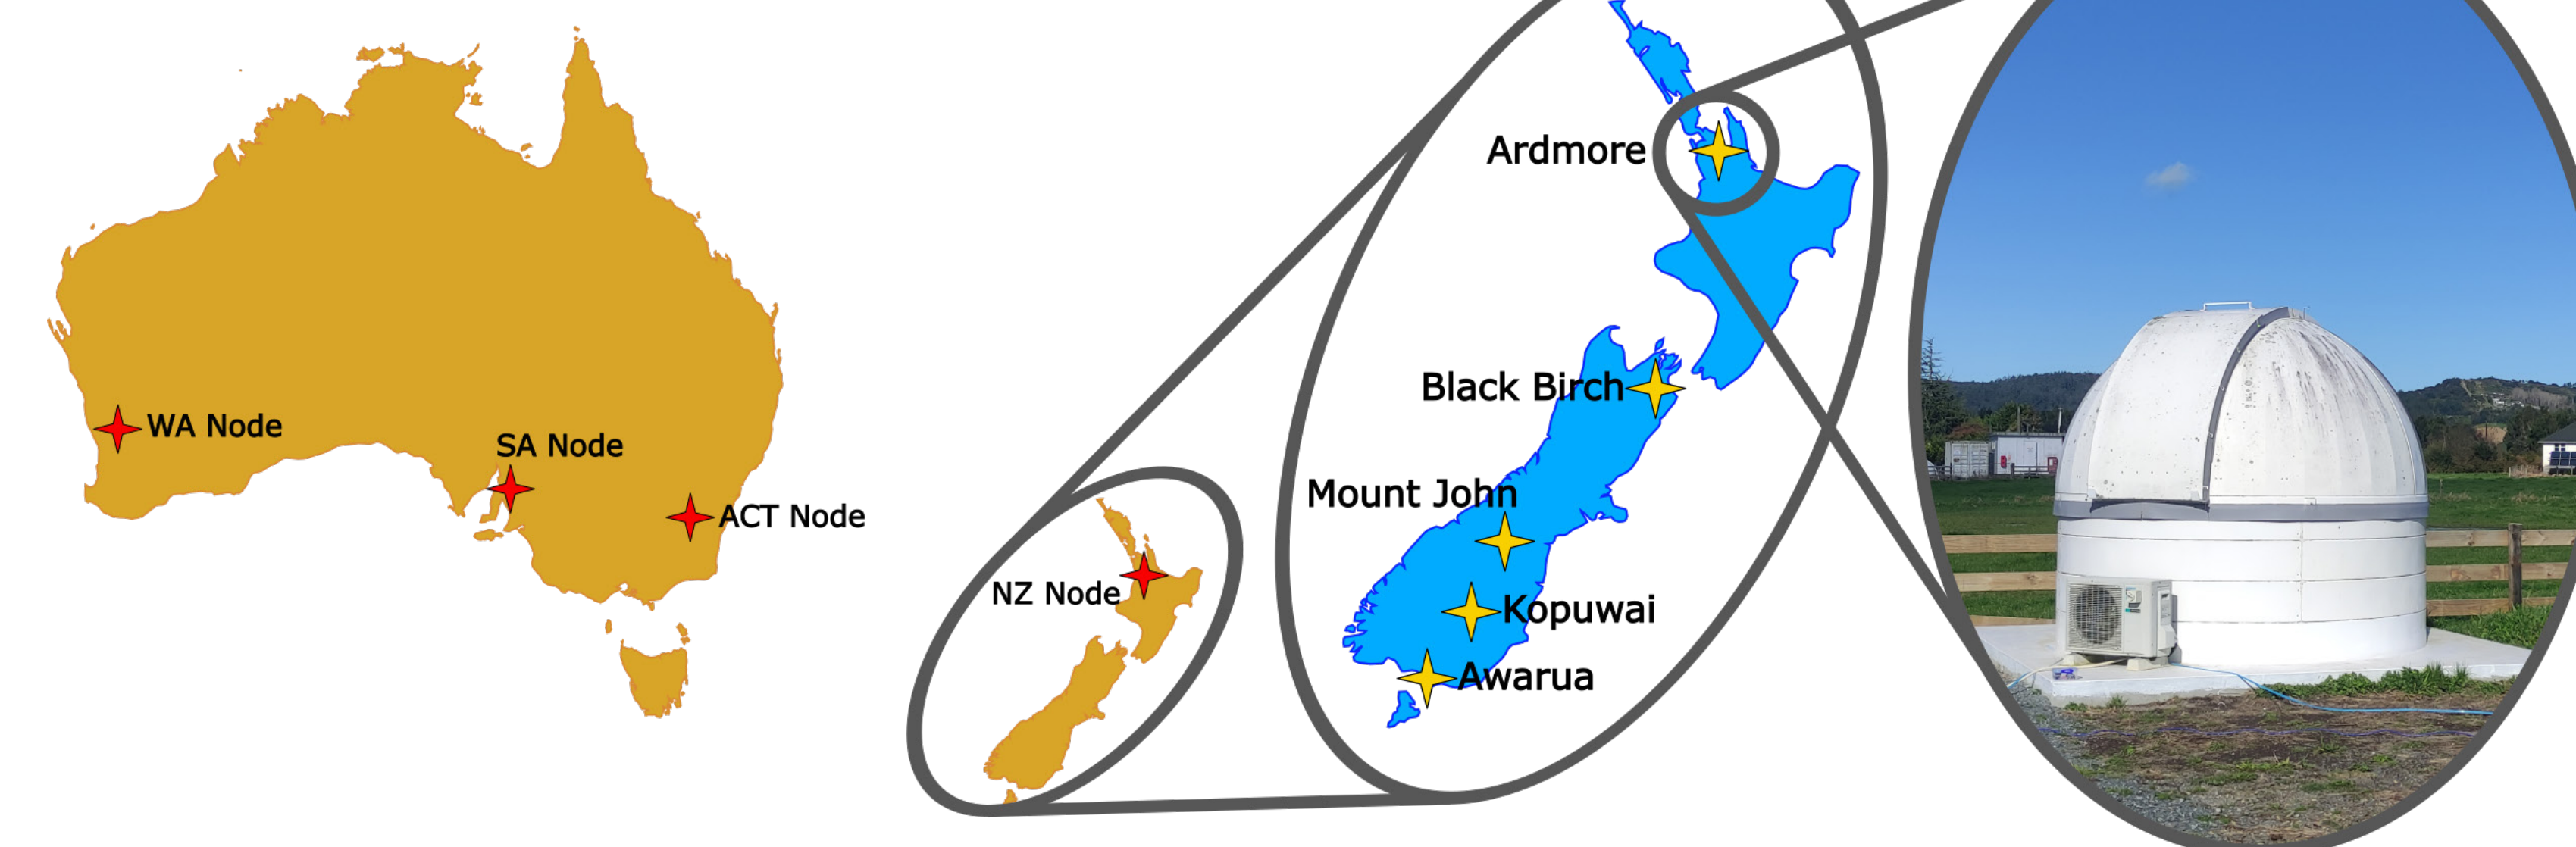 WA Node
SA Node
ACT Node
NZ Node
Ardmore
Black Birch
Mount John
Kopuwai
Awarua